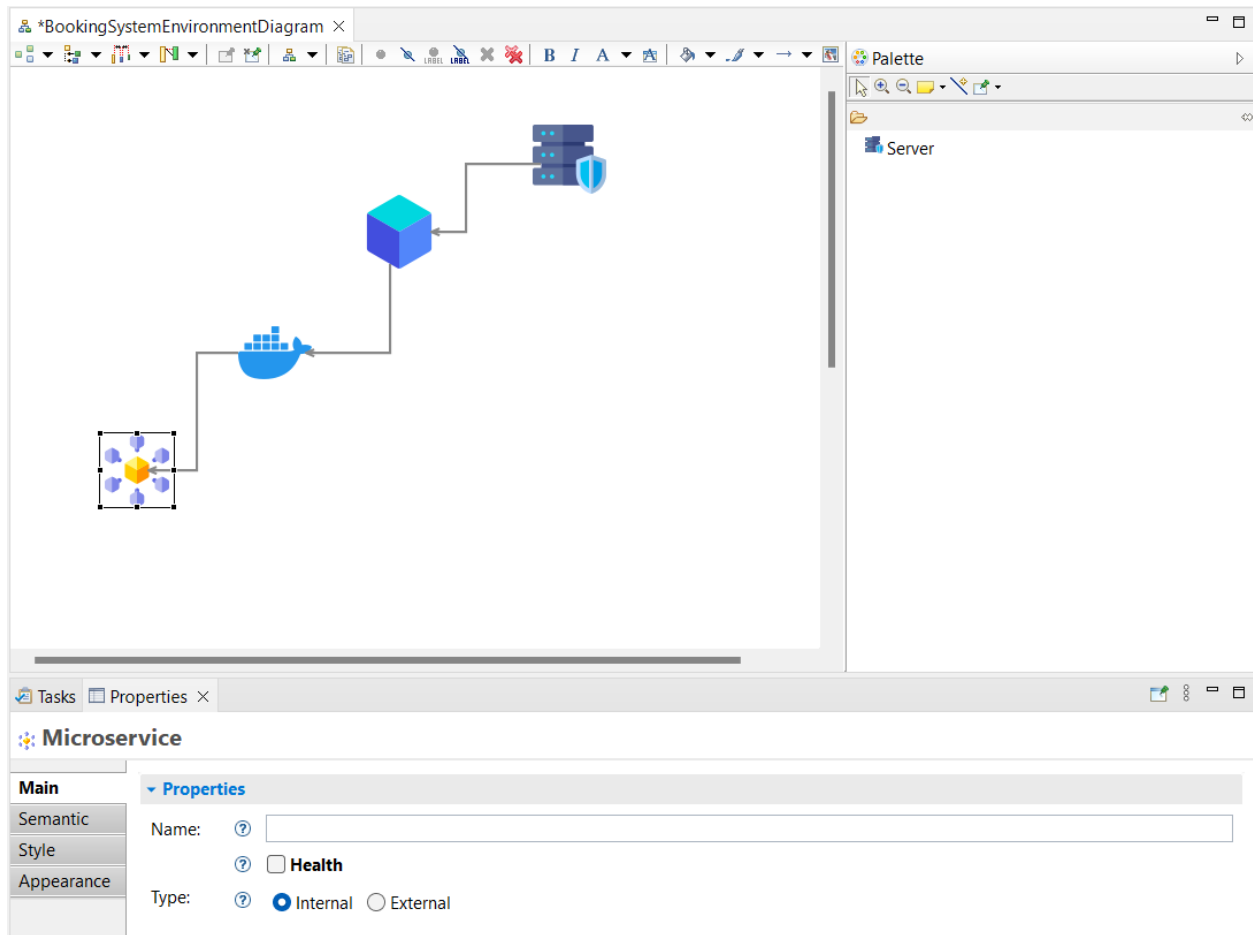 *BookingSystemEnvironmentDiagram
LABEL LABEL B I A
Palette
Server
Tasks Properties
Microservice
Main
Properties
Semantic
Name:
Style
Health
Appearance
Type: Internal External